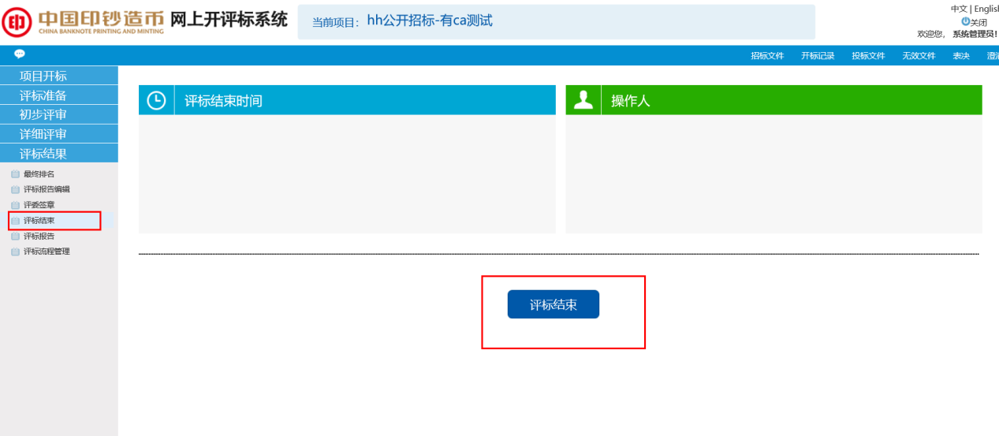 中文 | English
中国印钞造币 网上开评标系统
CHINA BANKNOTE PRINTING AND MINTING
当前项目: hh公开招标-有ca测试
关闭
欢迎您, 系统管理员!
招标文件 开标记录 投标文件 无效文件 表决
项目开标
评标准备
初步评审
详细评审
评标结果
最终排名
评标报告编辑
评委签章
评标结束
评标报告
评标流程管理
评标结束时间
操作人
评标结束